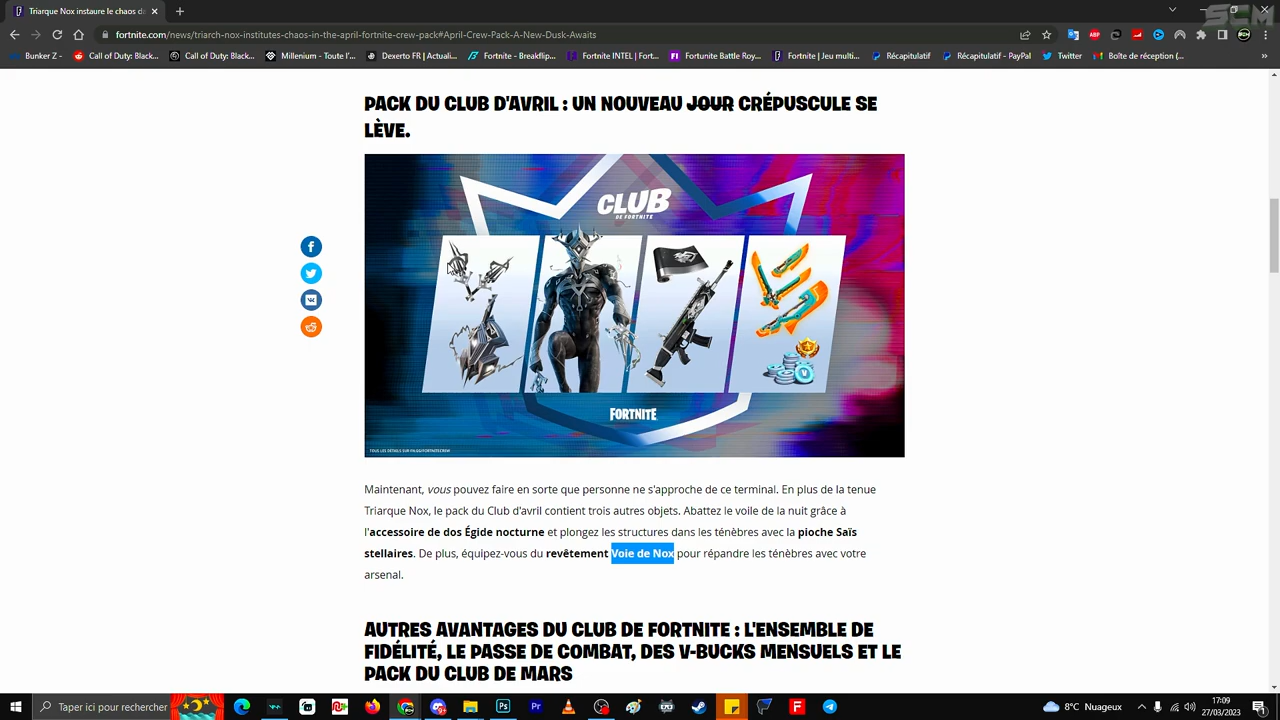 Triarque Nox instaure le chaos da
SCM
fortnite.com/news/triarch-nox-institutes-chaos-in-the-april-fortnite-crew-pack#April-Crew-Pack-A-New-Dusk-Awaits
ABP
Bunker Z -
Call of Duty: Black...
Call of Duty: Black...
Millenium - Toute l'...
Dexerto FR | Actuali...
Fortnite - Breakflip...
Fortnite INTEL | Fort...
Fortunite Battle Roy...
Fortnite | Jeu multi...
Récapitulatif
Récapitulatif - PayPal
Twitter
Boîte de réception (...
PACK DU CLUB D'AVRIL : UN NOUVEAU JOUR CRÉPUSCULE SE
LÈVE.
CLUB
DE FORTNITE
FORTNITE
Maintenant, vous pouvez faire en sorte que personne ne s'approche de ce terminal. En plus de la tenue
Triarque Nox, le pack du Club d'avril contient trois autres objets. Abattez le voile de la nuit grâce à
l'accessoire de dos Égide nocturne et plongez les structures dans les ténèbres avec la pioche Saïs
stellaires. De plus, équipez-vous du revêtement Voie de Nox pour répandre les ténèbres avec votre
arsenal.
AUTRES AVANTAGES DU CLUB DE FORTNITE : L'ENSEMBLE DE
FIDÉLITÉ, LE PASSE DE COMBAT, DES V-BUCKS MENSUELS ET LE
PACK DU CLUB DE MARS
Taper ici pour rechercher
8°C Nuageux
17:09
27/03/2023